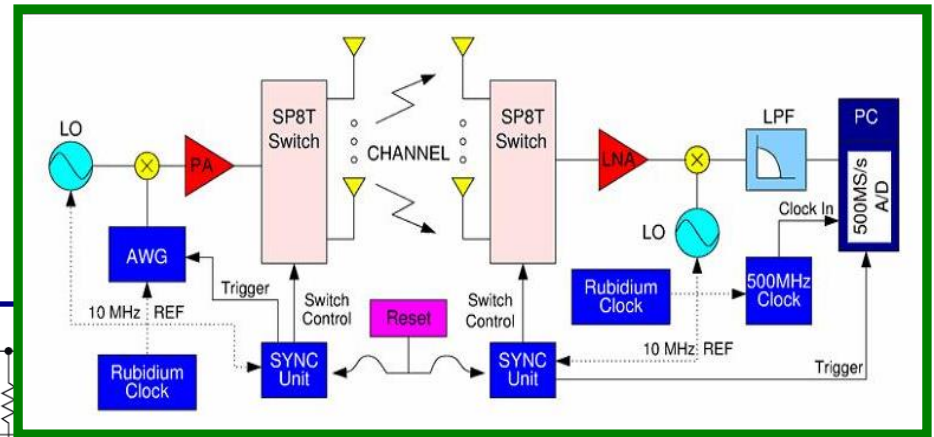 LO
PA
SP8T
Switch
CHANNEL
SP8T
Switch
LNA
LPF
PC
500MS/s
A/D
LO
Clock In
AWG
Trigger
Switch
Control
Reset
Switch
Control
Rubidium
Clock
500MHz
Clock
10 MHz REF
10 MHz REF
Rubidium
Clock
SYNC
Unit
SYNC
Unit
Trigger